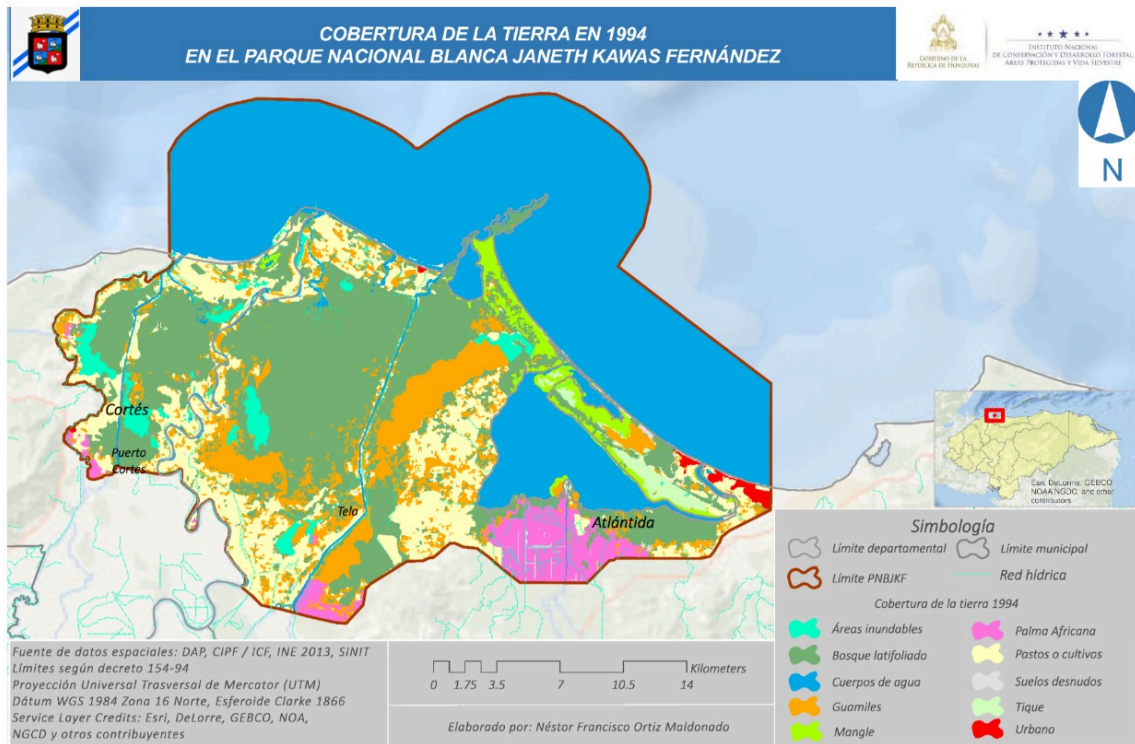 COBERTURA DE LA TIERRA EN 1994
EN EL PARQUE NACIONAL BLANCA JANETH KAWAS FERNÁNDEZ
GOBIERNO DE LA
REPÚBLICA DE HONDURAS
INSTITUTO NACIONAL
DE CONSERVACIÓN Y DESARROLLO FORESTAL,
ÁREAS PROTEGIDAS Y VIDA SILVESTRE
N
Cortés
Puerto
Cortes
Tela
Atlántida
Esri, DeLorme, GEBCO,
NOAA NGDC, and other
contributors
Simbología
Límite departamental
Límite municipal
Límite PNBJKF
Red hídrica
Cobertura de la tierra 1994
Áreas inundables
Palma Africana
Bosque latifoliado
Pastos o cultivos
Cuerpos de agua
Suelos desnudos
Guamiles
Tique
Mangle
Urbano
Fuente de datos espaciales: DAP, CIPF / ICF, INE 2013, SINIT
Límites según decreto 154-94
Proyección Universal Trasversal de Mercator (UTM)
Dátum WGS 1984 Zona 16 Norte, Esferoide Clarke 1866
Service Layer Credits: Esri, DeLorre, GEBCO, NOA,
NGCD y otros contribuyentes
Kilometers
0 1.75 3.5 7 10.5 14
Elaborado por: Néstor Francisco Ortiz Maldonado